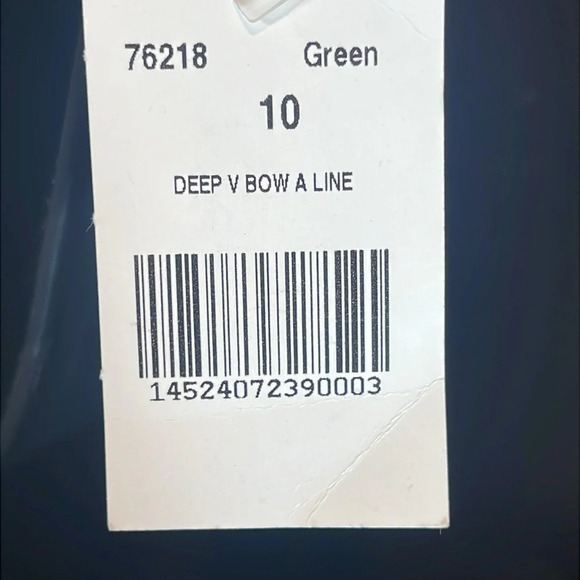 76218 Green
10
DEEP V BOW A LINE
14524072390003